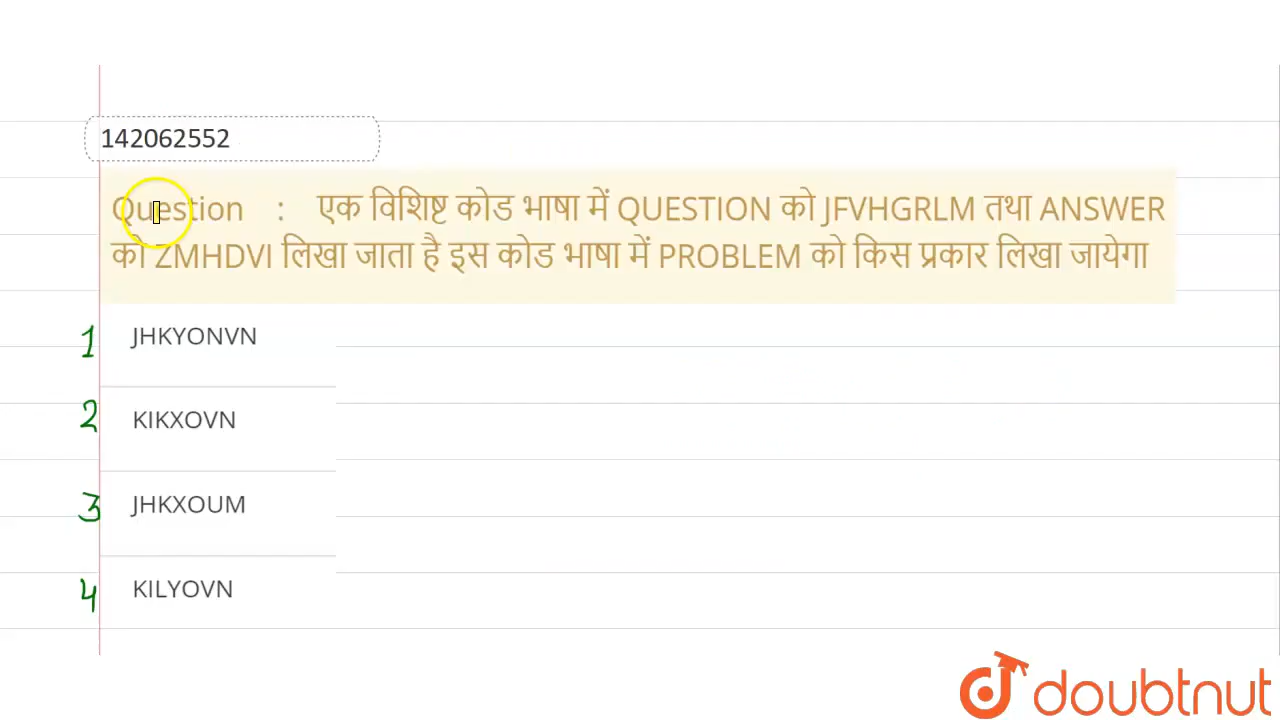 142062552
Question : एक विशिष्ट कोड भाषा में QUESTION को JFVHGRLM तथा ANSWER
को ZMHDVI लिखा जाता है इस कोड भाषा में PROBLEM को किस प्रकार लिखा जायेगा
1 JHKYONVN
2 KIKXOVN
3 JHKXOUM
4 KILYOVN
doubtnut